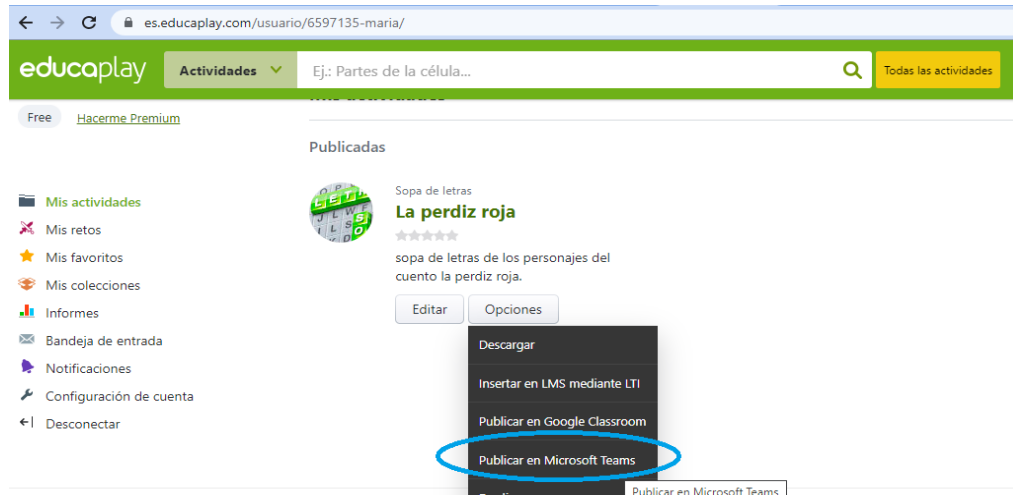 es.educaplay.com/usuario/6597135-maria/
educaplay
Actividades
Ej.: Partes de la célula...
Todas las actividades
Free
Hacerme Premium
Mis actividades
Mis retos
Mis favoritos
Mis colecciones
Informes
Bandeja de entrada
Notificaciones
Configuración de cuenta
Desconectar
Publicadas
Sopa de letras
La perdiz roja
sopa de letras de los personajes del
cuento la perdiz roja.
Editar
Opciones
Descargar
Insertar en LMS mediante LTI
Publicar en Google Classroom
Publicar en Microsoft Teams
Publicar en Microsoft Teams